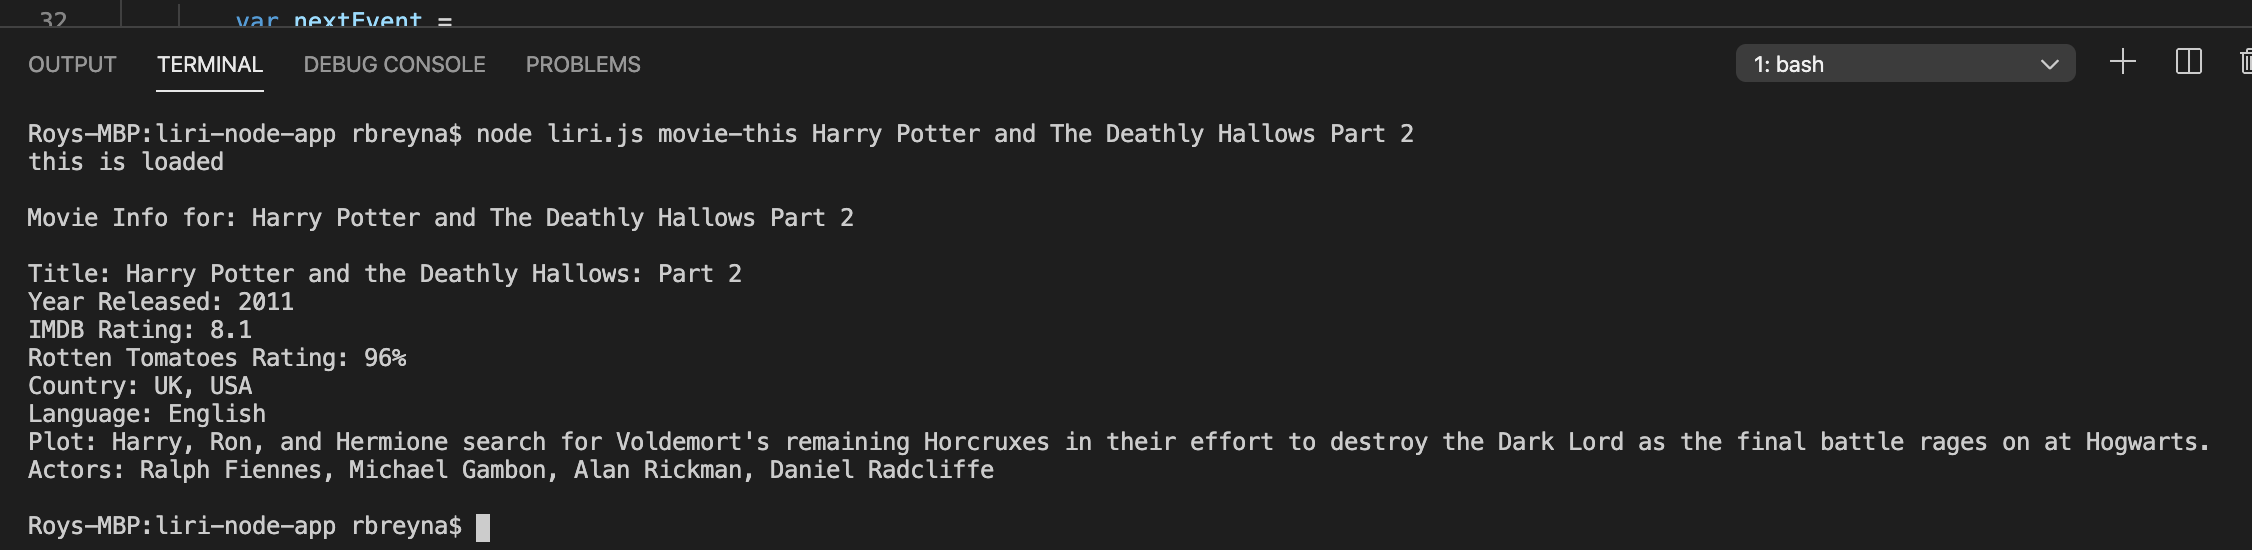 32 var nextEvent =
OUTPUT TERMINAL DEBUG CONSOLE PROBLEMS 1: bash
Roys-MBP:liri-node-app rbreyna$ node liri.js movie-this Harry Potter and The Deathly Hallows Part 2
this is loaded
Movie Info for: Harry Potter and The Deathly Hallows Part 2
Title: Harry Potter and the Deathly Hallows: Part 2
Year Released: 2011
IMDB Rating: 8.1
Rotten Tomatoes Rating: 96%
Country: UK, USA
Language: English
Plot: Harry, Ron, and Hermione search for Voldemort's remaining Horcruxes in their effort to destroy the Dark Lord as the final battle rages on at Hogwarts.
Actors: Ralph Fiennes, Michael Gambon, Alan Rickman, Daniel Radcliffe
Roys-MBP:liri-node-app rbreyna$